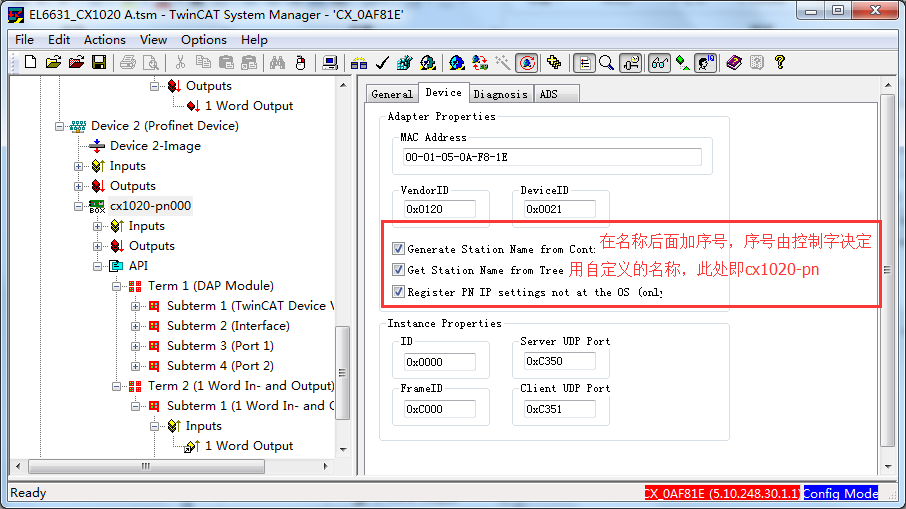 EL6631_CX1020 A.tsm - TwinCAT System Manager - 'CX_0AF81E'
File Edit Actions View Options Help
Outputs
1 Word Output
Device 2 (Profinet Device)
Device 2-Image
Inputs
Outputs
cx1020-pn000
Inputs
Outputs
API
Term 1 (DAP Module)
Subterm 1 (TwinCAT Device V
Subterm 2 (Interface)
Subterm 3 (Port 1)
Subterm 4 (Port 2)
Term 2 (1 Word In- and Output)
Subterm 1 (1 Word In- and O
Inputs
1 Word Output
General Device Diagnosis ADS
Adapter Properties
MAC Address
00-01-05-0A-F8-1E
VendorID DeviceID
0x0120 0x0021
Generate Station Name from Cont 在名称后面加序号，序号由控制字决定
Get Station Name from Tree 用自定义的名称，此处即cx1020-pn
Register PN IP settings not at the OS (only
Instance Properties
ID Server UDP Port
0x0000 0xC350
FrameID Client UDP Port
0xC000 0xC351
Ready CX_0AF81E (5.10.248.30.1.1) Config Mode